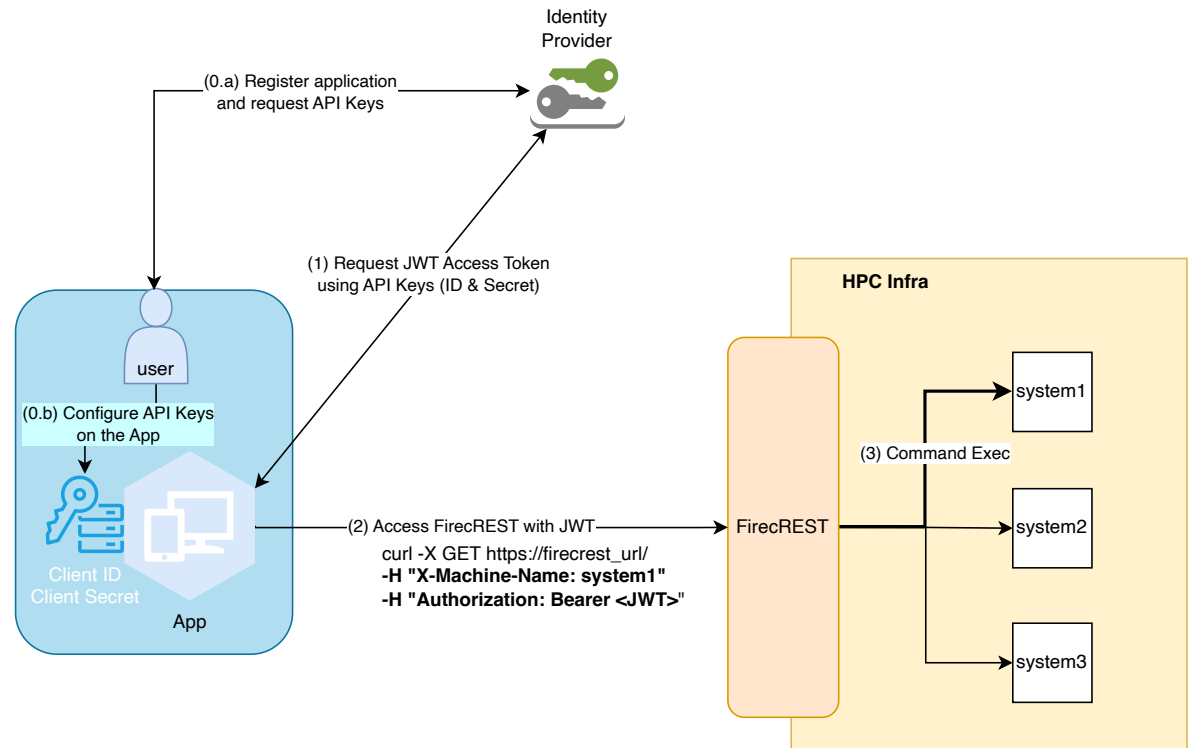 Identity
Provider
(0.a) Register application
and request API Keys
(1) Request JWT Access Token
using API Keys (ID & Secret)
HPC Infra
user
(0.b) Configure API Keys
on the App
system1
(3) Command Exec
(2) Access FirecREST with JWT
FirecREST
system2
curl -X GET https://firecrest_url/
-H "X-Machine-Name: system1"
-H "Authorization: Bearer <JWT>"
Client ID
Client Secret
App
system3